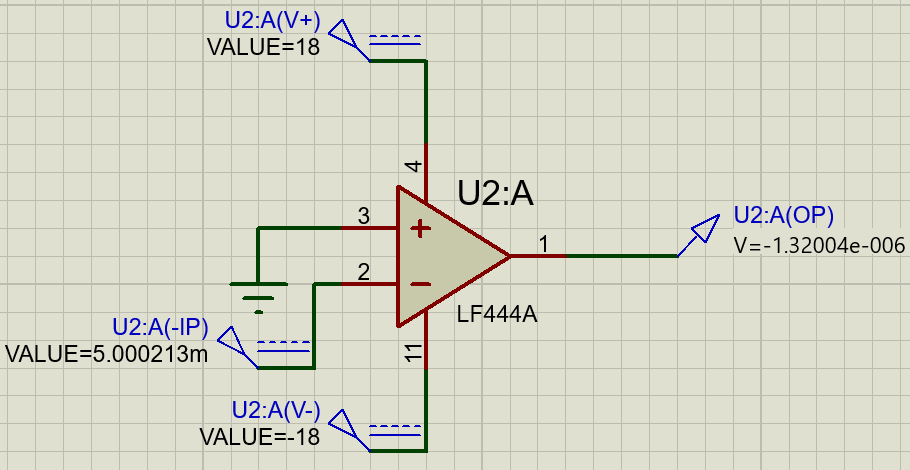 U2:A(V+)
VALUE=18
4
U2:A
3
+
1
U2:A(OP)
V=-1.32004e-006
2
−
LF444A
U2:A(-IP)
VALUE=5.000213m
11
U2:A(V-)
VALUE=-18